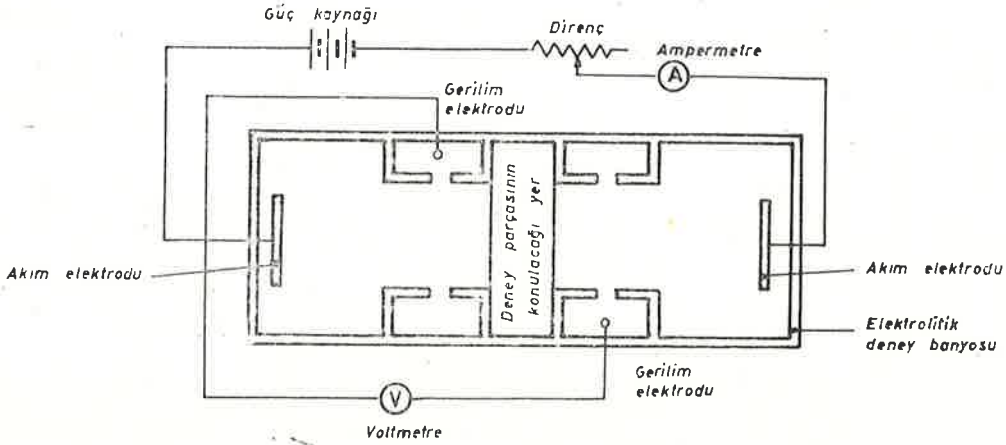 Güç kaynağı
Direnç
Ampermetre
A
Gerilim
elektrodu
Deney parçasının
konulacağı yer
Akım elektrodu
Akım elektrodu
Elektrolitik
deney banyosu
Gerilim
elektrodu
V
Voltmetre